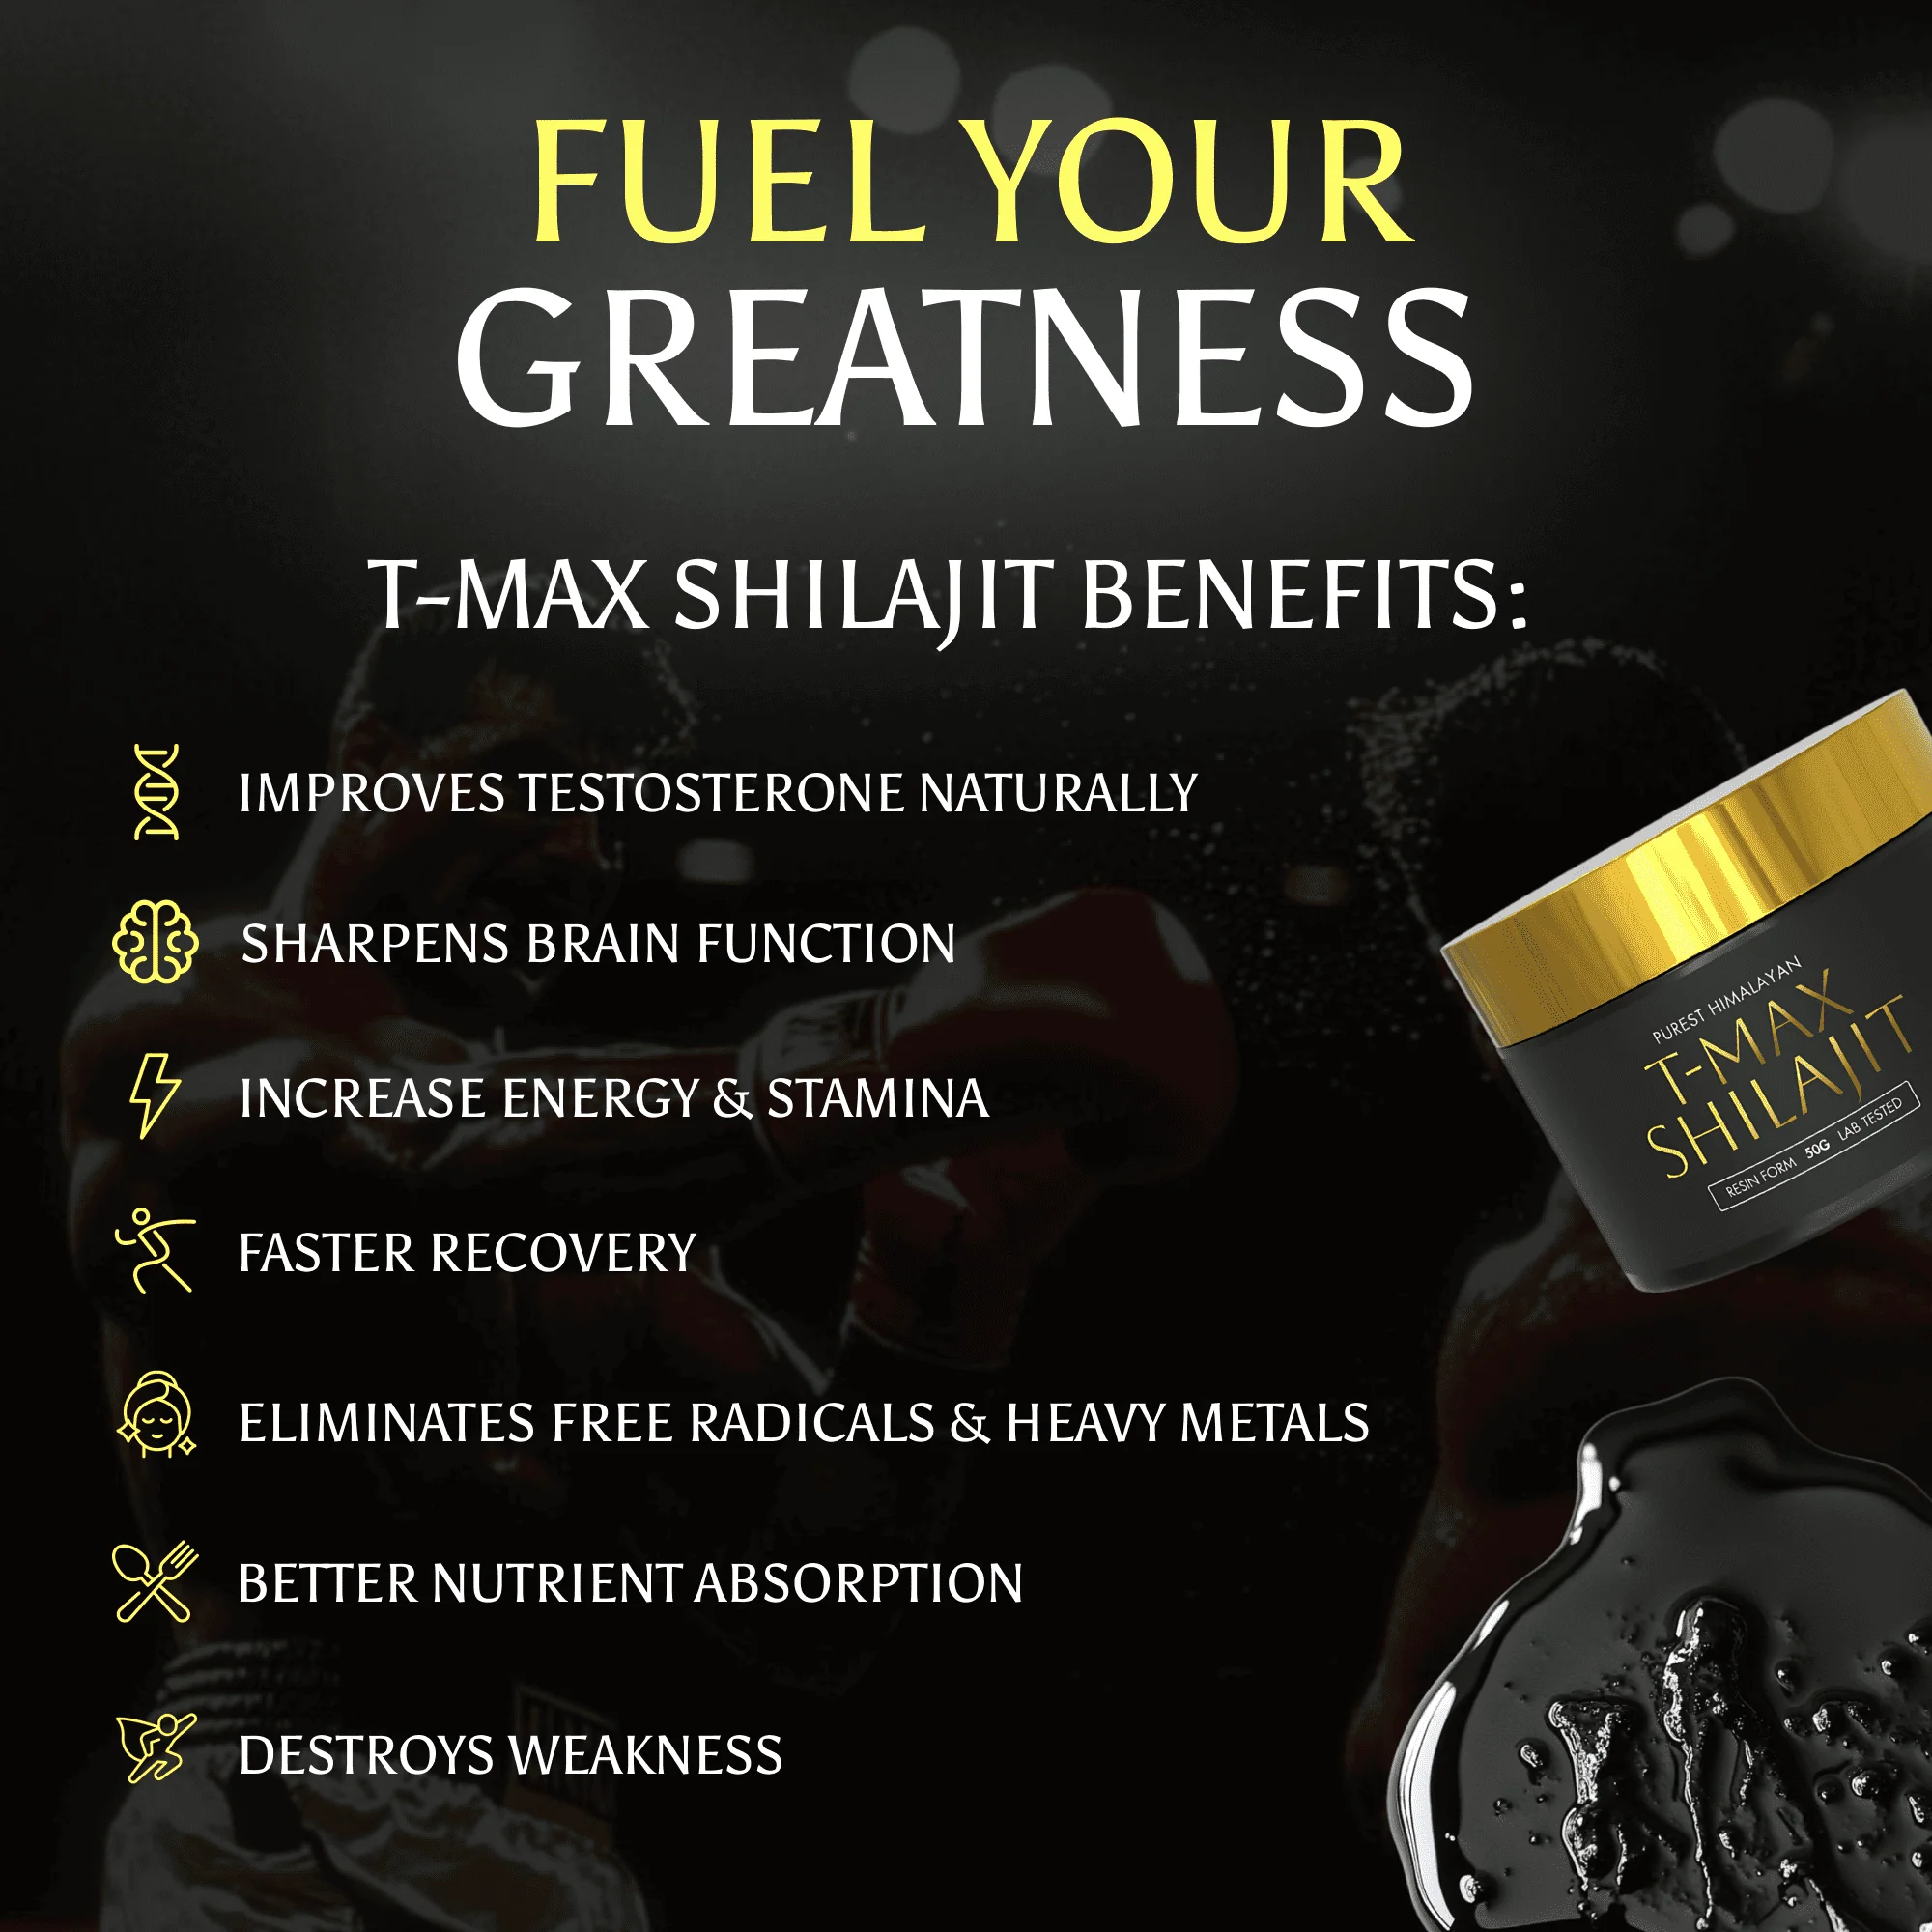 FUEL YOUR
GREATNESS
T-MAX SHILAJIT BENEFITS:
IMPROVES TESTOSTERONE NATURALLY
SHARPENS BRAIN FUNCTION
INCREASE ENERGY & STAMINA
FASTER RECOVERY
ELIMINATES FREE RADICALS & HEAVY METALS
BETTER NUTRIENT ABSORPTION
DESTROYS WEAKNESS
PUREST HIMALAYAN
T-MAX
SHILAJIT
RESIN FORM 50G LAB TESTED